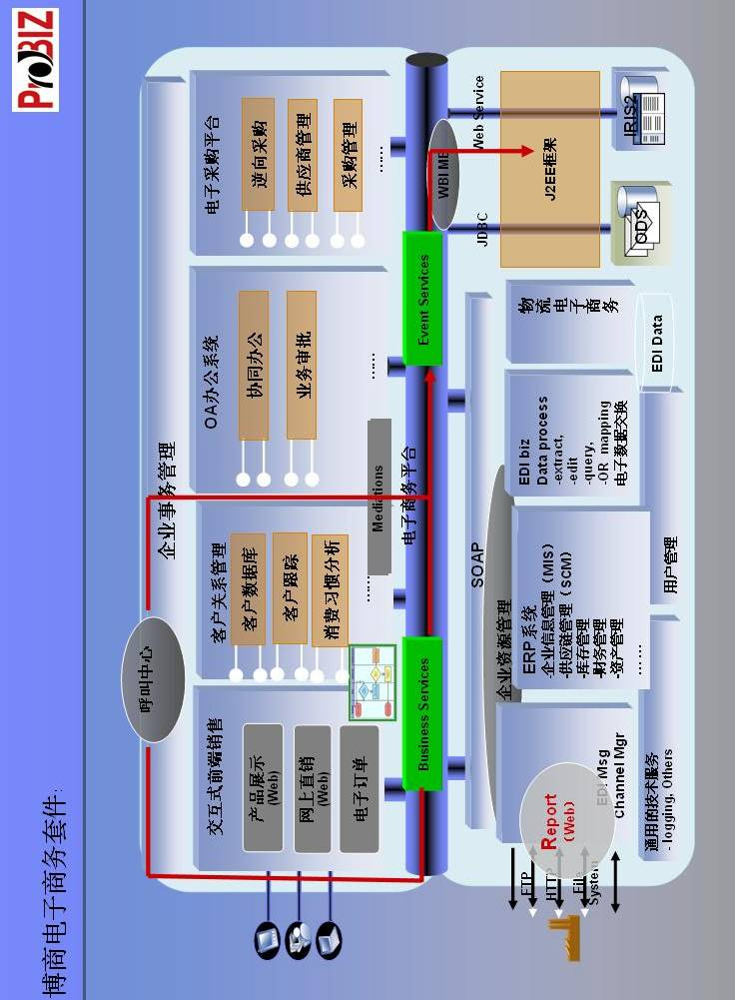 博商电子商务套件:
ProBIZ
企业事务管理
呼叫中心
交互式前端销售
产品展示
(Web)
网上直销
(Web)
电子订单
客户关系管理
客户数据库
客户跟踪
消费习惯分析
......
OA办公系统
协同办公
业务审批
......
电子采购平台
逆向采购
供应商管理
采购管理
......
Mediations
电子商务平台
Business Services
Event Services
WBI MB
SOAP
JDBC
Web Service
企业资源管理
EDI Msg
Channel Mgr
Report
(Web)
FTP
HTTP
File
System
ERP系统
-企业信息管理(MIS)
-供应链管理(SCM)
-库存管理
-财务管理
-资产管理
......
EDI biz
Data process
-extract,
-edit
-query,
-OR mapping
电子数据交换
物流电子商务
EDI Data
J2EE框架
ODS
IRIS2
通用的技术服务
- logging, Others
用户管理